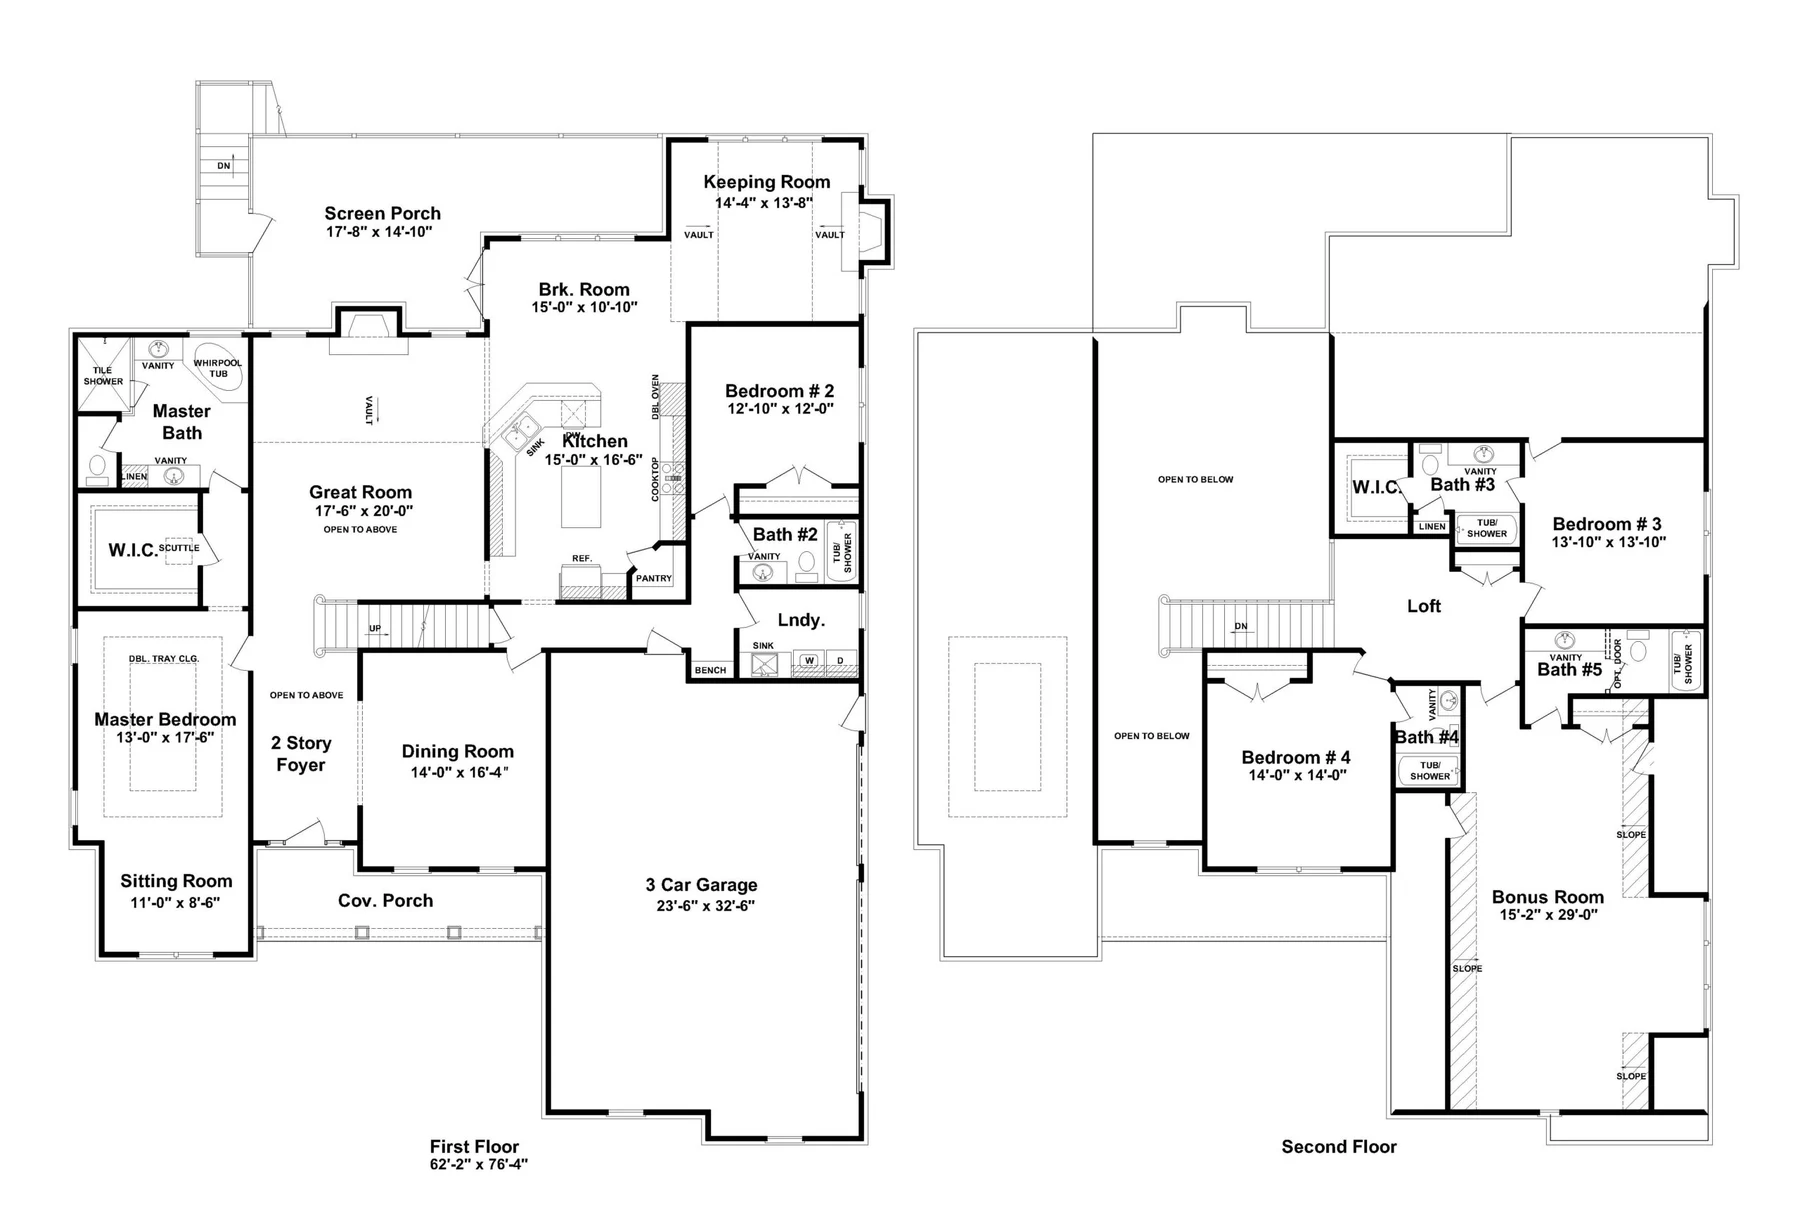 DN
Screen Porch
17'-8" x 14'-10"
Keeping Room
14'-4" x 13'-8"
VAULT
VAULT
Brk. Room
15'-0" x 10'-10"
TILE
SHOWER
VANITY
WHIRPOOL
TUB
Master
Bath
VANITY
LINEN
VAULT
Great Room
17'-6" x 20'-0"
OPEN TO ABOVE
SINK
DW
Kitchen
15'-0" x 16'-6"
DBL OVEN
COOKTOP
REF.
PANTRY
Bedroom # 2
12'-10" x 12'-0"
Bath #2
VANITY
TUB/
SHOWER
W.I.C.
SCUTTLE
UP
Lndy.
SINK
W
D
BENCH
DBL. TRAY CLG.
Master Bedroom
13'-0" x 17'-6"
OPEN TO ABOVE
2 Story
Foyer
Dining Room
14'-0" x 16'-4"
Sitting Room
11'-0" x 8'-6"
Cov. Porch
3 Car Garage
23'-6" x 32'-6"
First Floor
62'-2" x 76'-4"
OPEN TO BELOW
W.I.C.
VANITY
Bath #3
LINEN
TUB/
SHOWER
Bedroom # 3
13'-10" x 13'-10"
Loft
DN
VANITY
Bath #5
OPT. DOOR
TUB/
SHOWER
OPEN TO BELOW
Bedroom # 4
14'-0" x 14'-0"
VANITY
Bath #4
TUB/
SHOWER
SLOPE
Bonus Room
15'-2" x 29'-0"
SLOPE
SLOPE
Second Floor